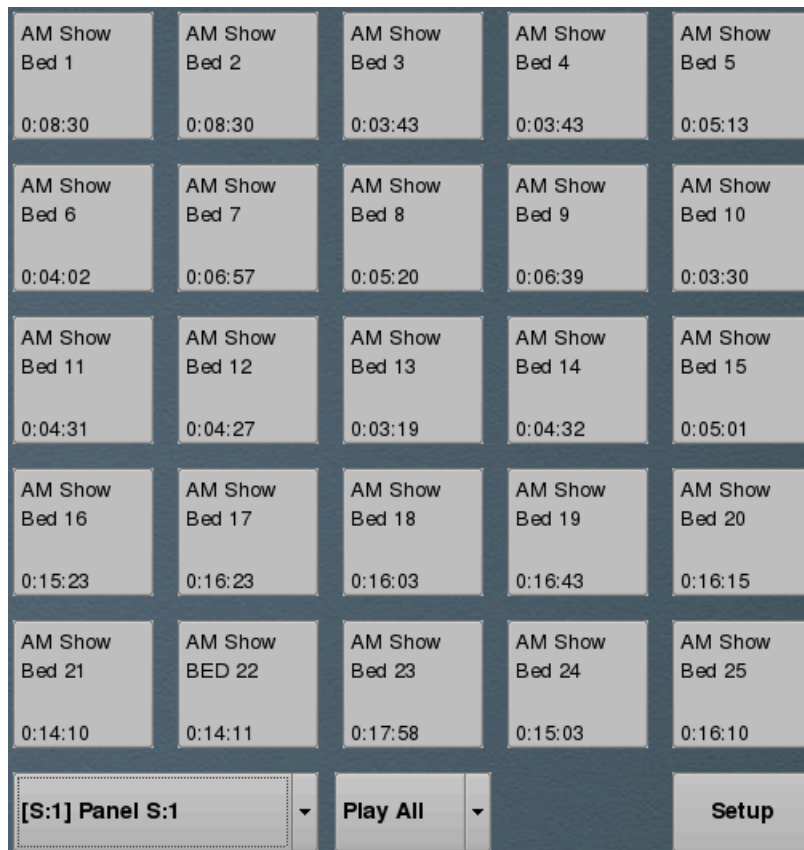 AM Show
Bed 1
0:08:30
AM Show
Bed 2
0:08:30
AM Show
Bed 3
0:03:43
AM Show
Bed 4
0:03:43
AM Show
Bed 5
0:05:13
AM Show
Bed 6
0:04:02
AM Show
Bed 7
0:06:57
AM Show
Bed 8
0:05:20
AM Show
Bed 9
0:06:39
AM Show
Bed 10
0:03:30
AM Show
Bed 11
0:04:31
AM Show
Bed 12
0:04:27
AM Show
Bed 13
0:03:19
AM Show
Bed 14
0:04:32
AM Show
Bed 15
0:05:01
AM Show
Bed 16
0:15:23
AM Show
Bed 17
0:16:23
AM Show
Bed 18
0:16:03
AM Show
Bed 19
0:16:43
AM Show
Bed 20
0:16:15
AM Show
Bed 21
0:14:10
AM Show
BED 22
0:14:11
AM Show
Bed 23
0:17:58
AM Show
Bed 24
0:15:03
AM Show
Bed 25
0:16:10
[S:1] Panel S:1
Play All
Setup